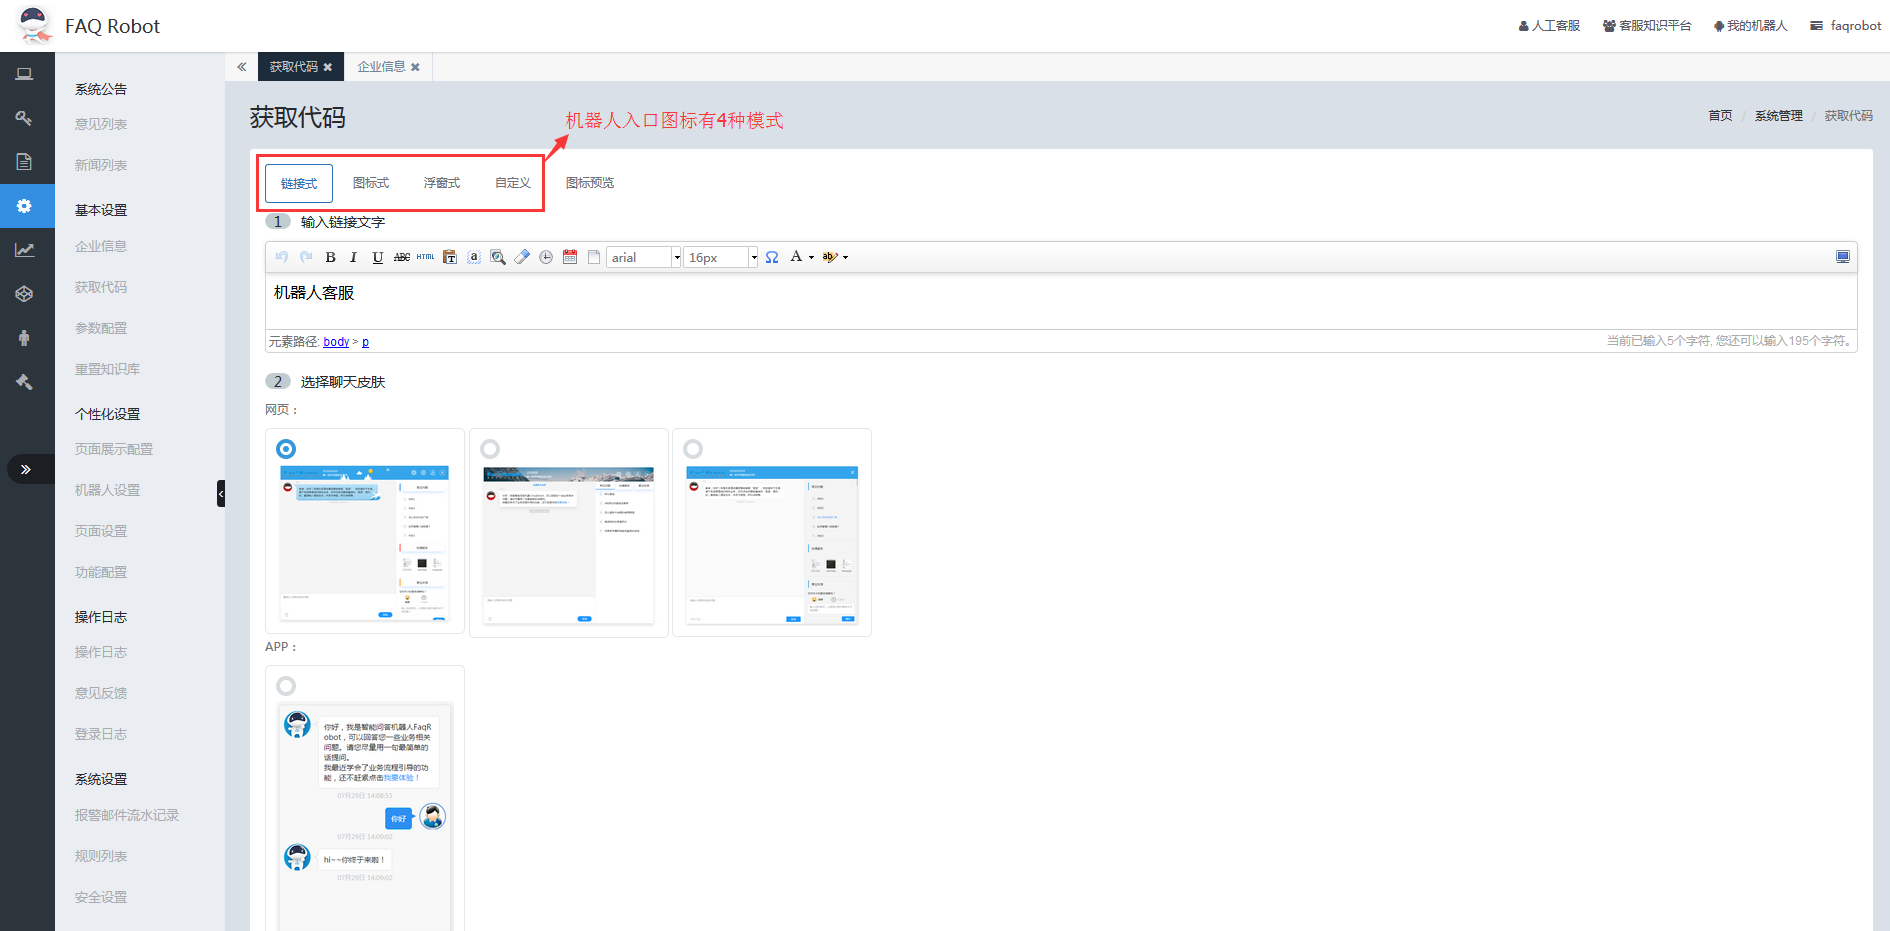 FAQ Robot
人工客服
客服知识平台
我的机器人
faqrobot
获取代码
企业信息
系统公告
意见列表
新闻列表
基本设置
企业信息
获取代码
参数配置
重置知识库
个性化设置
页面展示配置
机器人设置
页面设置
功能配置
操作日志
操作日志
意见反馈
登录日志
系统设置
报警邮件流水记录
规则列表
安全设置
获取代码
机器人入口图标有4种模式
首页 / 系统管理 / 获取代码
链接式
图标式
浮窗式
自定义
图标预览
1 输入链接文字
B I U ABC HTML
arial
16px
Ω A ab
机器人客服
元素路径: body > p
当前已输入5个字符, 您还可以输入195个字符。
2 选择聊天皮肤
网页：
APP：
你好，我是智能问答机器人FaqR
obot，可以回答您一些业务相关
问题。请您尽量用一句最简单的
话提问。
我最近学会了业务流程引导的功
能，还不赶紧点击我要体验！
07月29日 14:08:51
你好
07月29日 14:09:02
hi~~你终于来啦！
07月29日 14:09:02